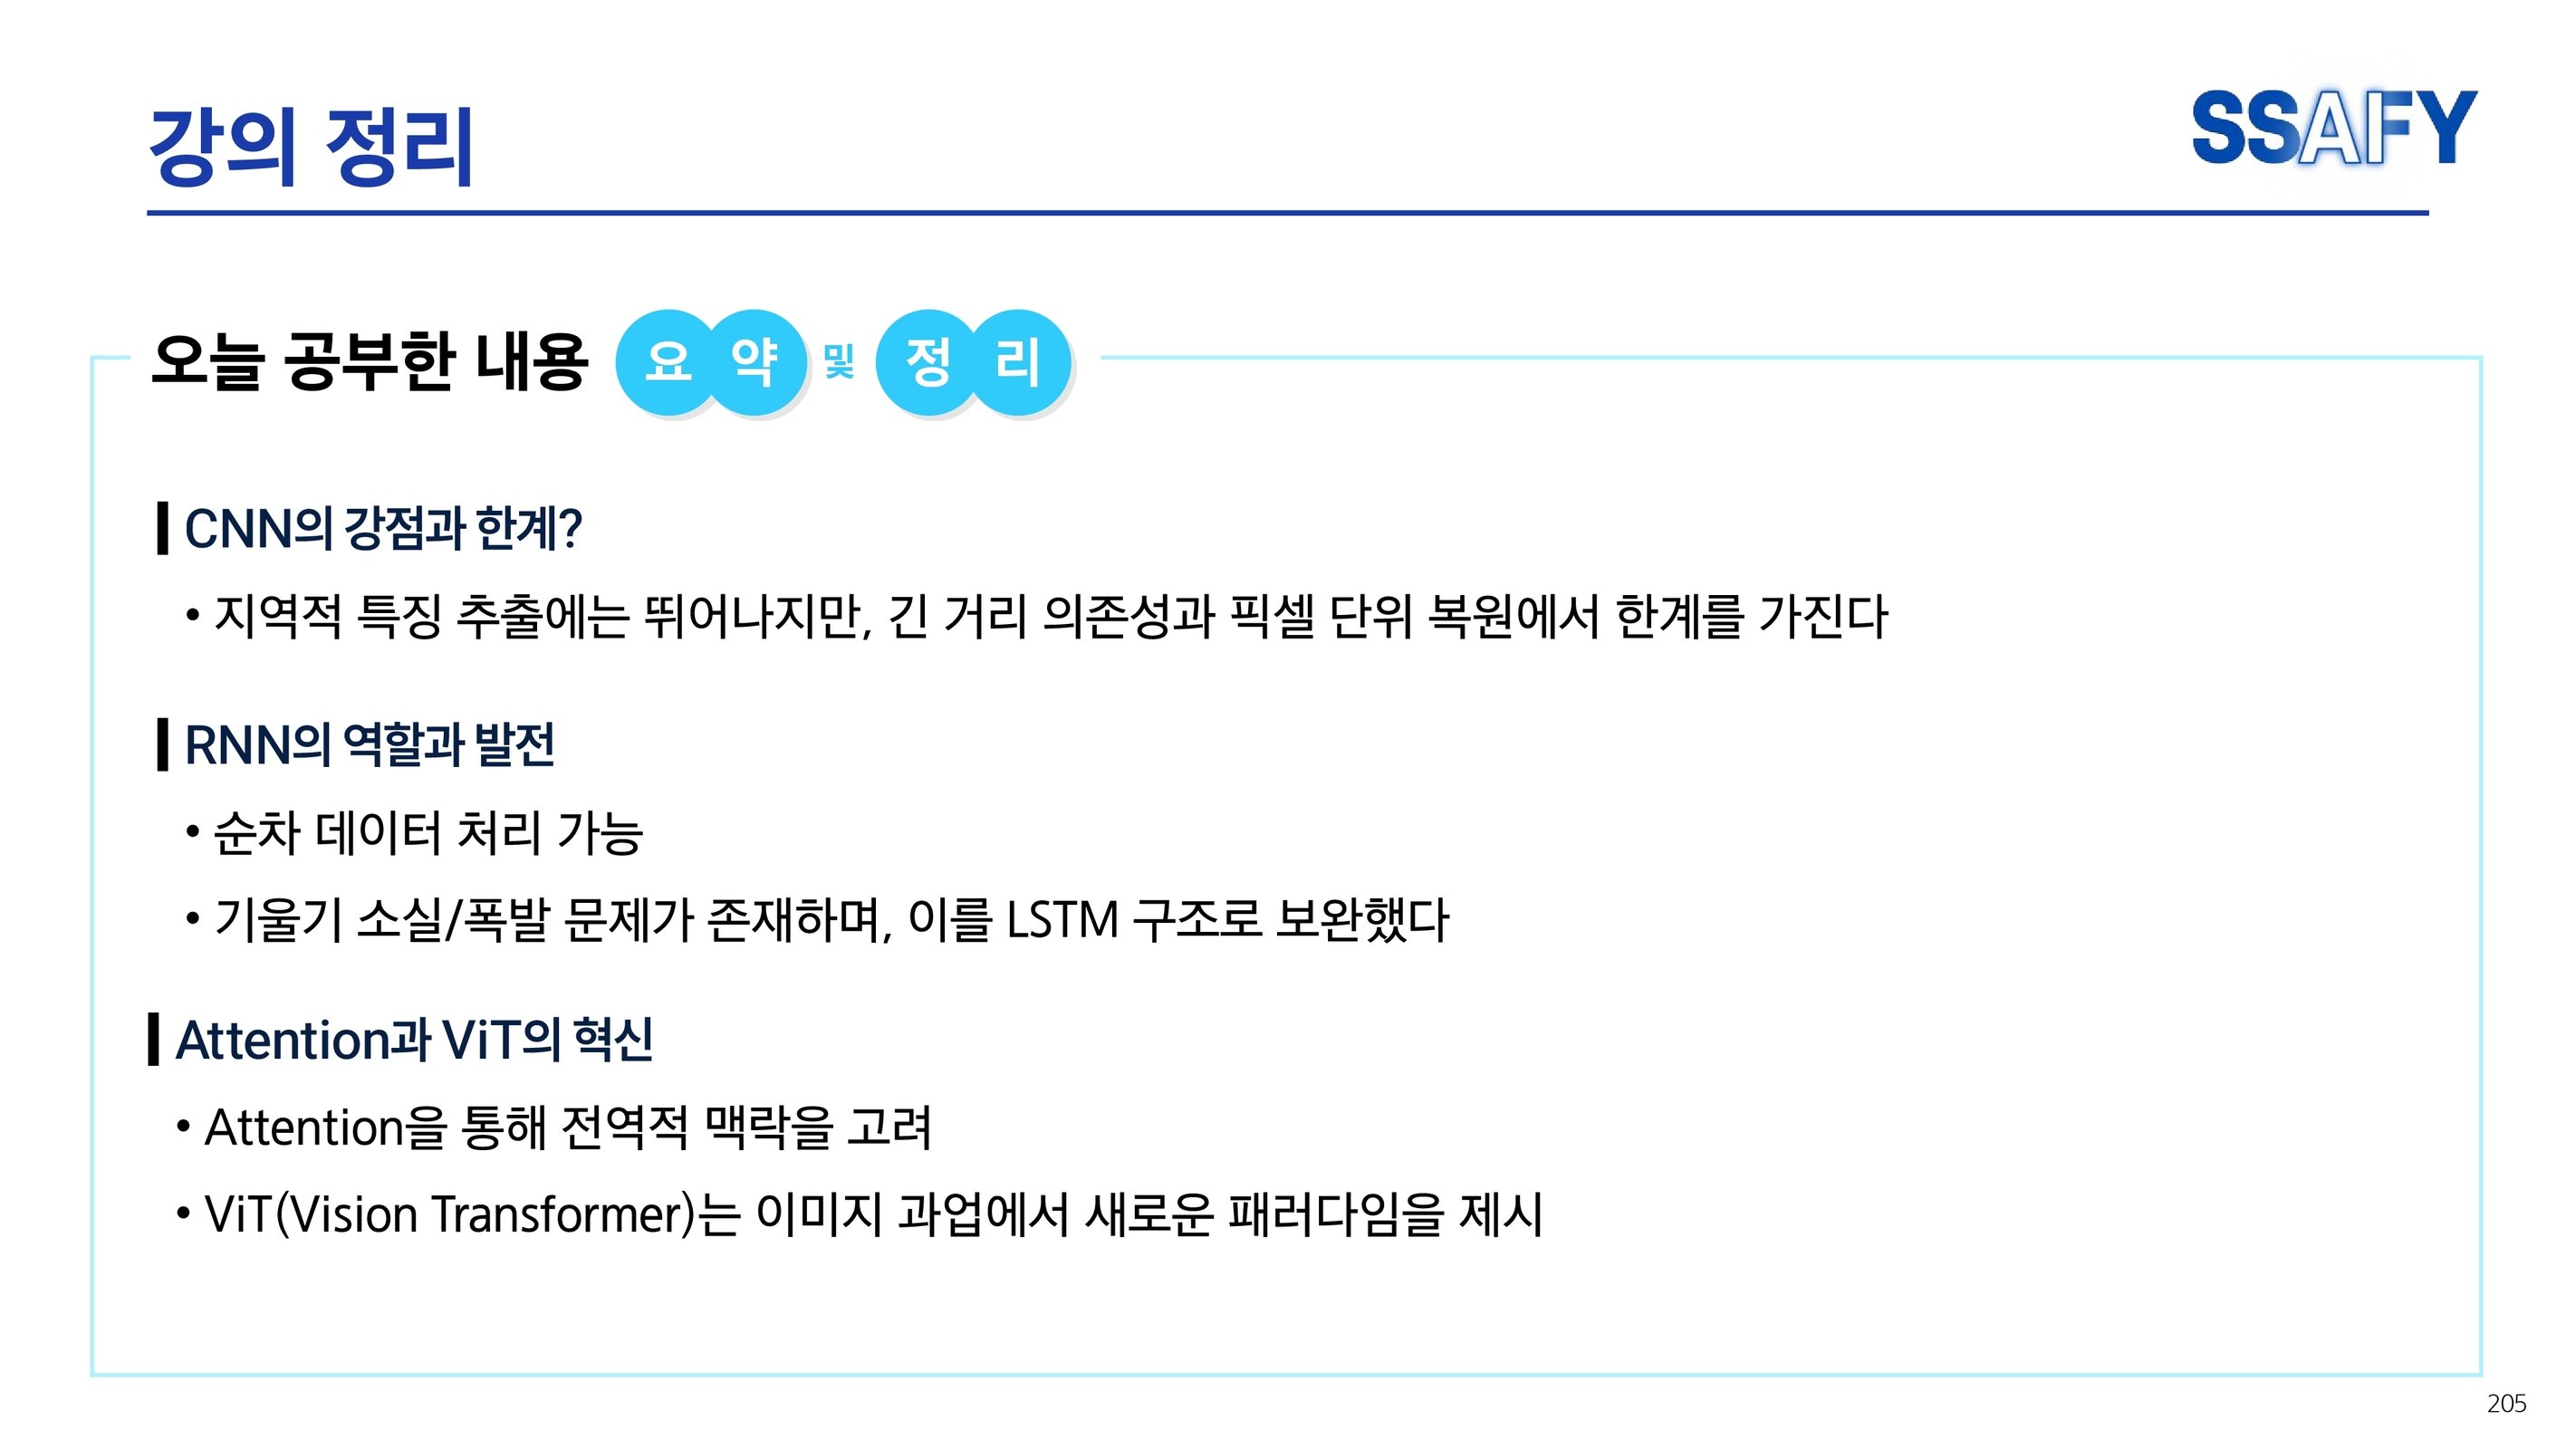 강의 정리
SSAFY
오늘 공부한 내용 요약 및 정리
CNN의 강점과 한계?
• 지역적 특징 추출에는 뛰어나지만, 긴 거리 의존성과 픽셀 단위 복원에서 한계를 가진다
RNN의 역할과 발전
• 순차 데이터 처리 가능
• 기울기 소실/폭발 문제가 존재하며, 이를 LSTM 구조로 보완했다
Attention과 ViT의 혁신
• Attention을 통해 전역적 맥락을 고려
• ViT(Vision Transformer)는 이미지 과업에서 새로운 패러다임을 제시
205